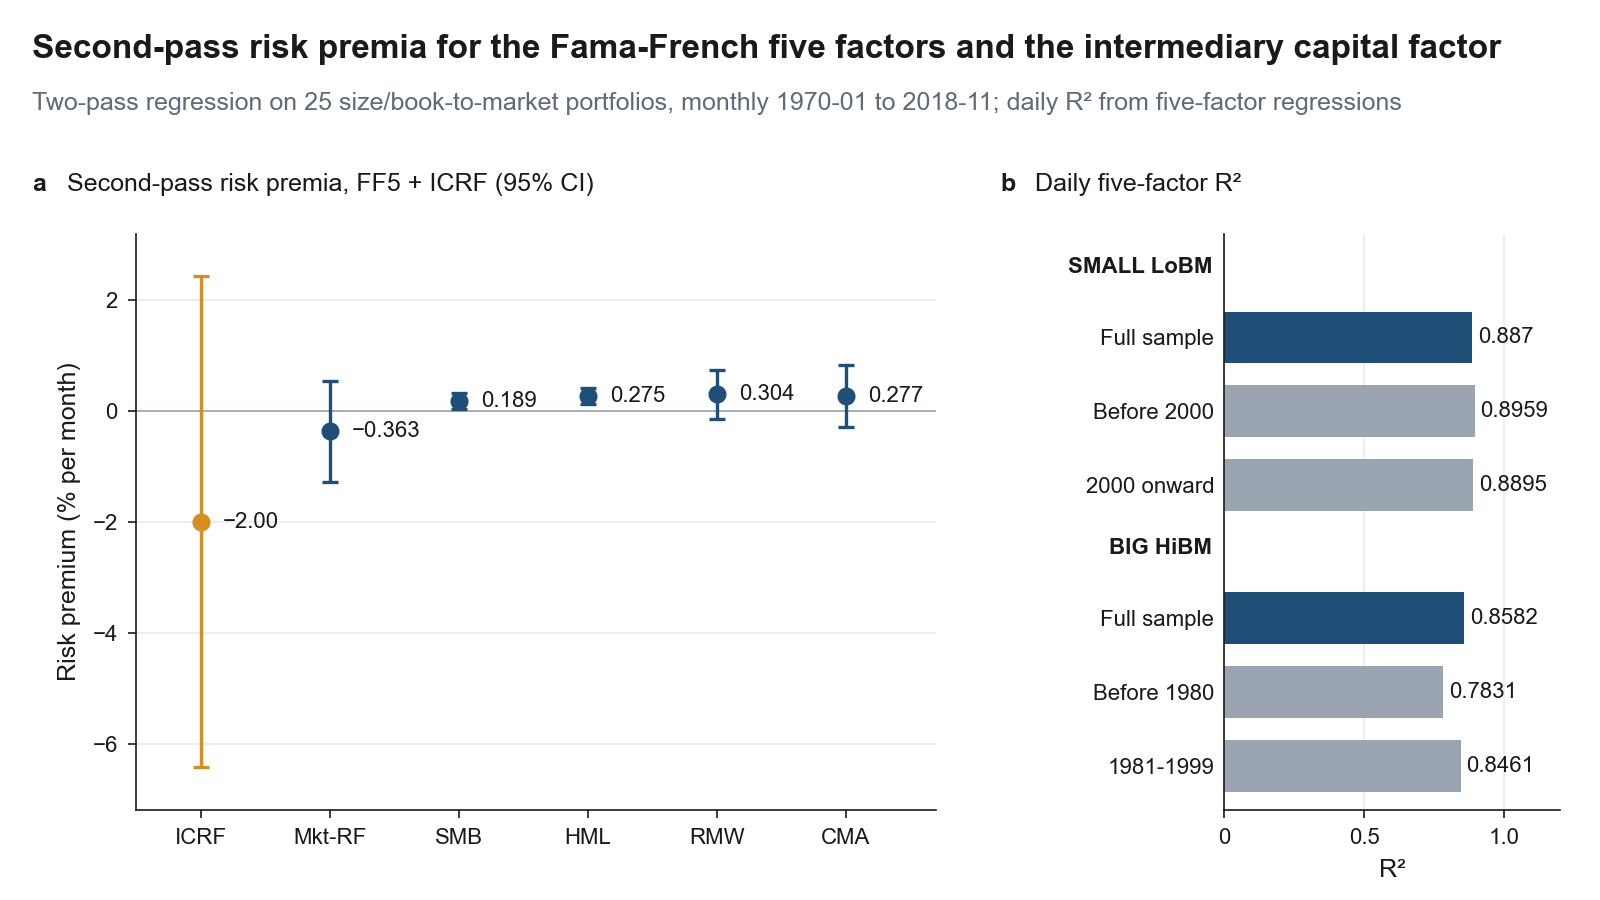 Second-pass risk premia for the Fama-French five factors and the intermediary capital factor
Two-pass regression on 25 size/book-to-market portfolios, monthly 1970-01 to 2018-11; daily R² from five-factor regressions
a Second-pass risk premia, FF5 + ICRF (95% CI)
Risk premium (% per month)
2
0
−2
−4
−6
−2.00
−0.363
0.189
0.275
0.304
0.277
ICRF
Mkt-RF
SMB
HML
RMW
CMA
b Daily five-factor R²
SMALL LoBM
Full sample 0.887
Before 2000 0.8959
2000 onward 0.8895
BIG HiBM
Full sample 0.8582
Before 1980 0.7831
1981-1999 0.8461
0 0.5 1.0
R²